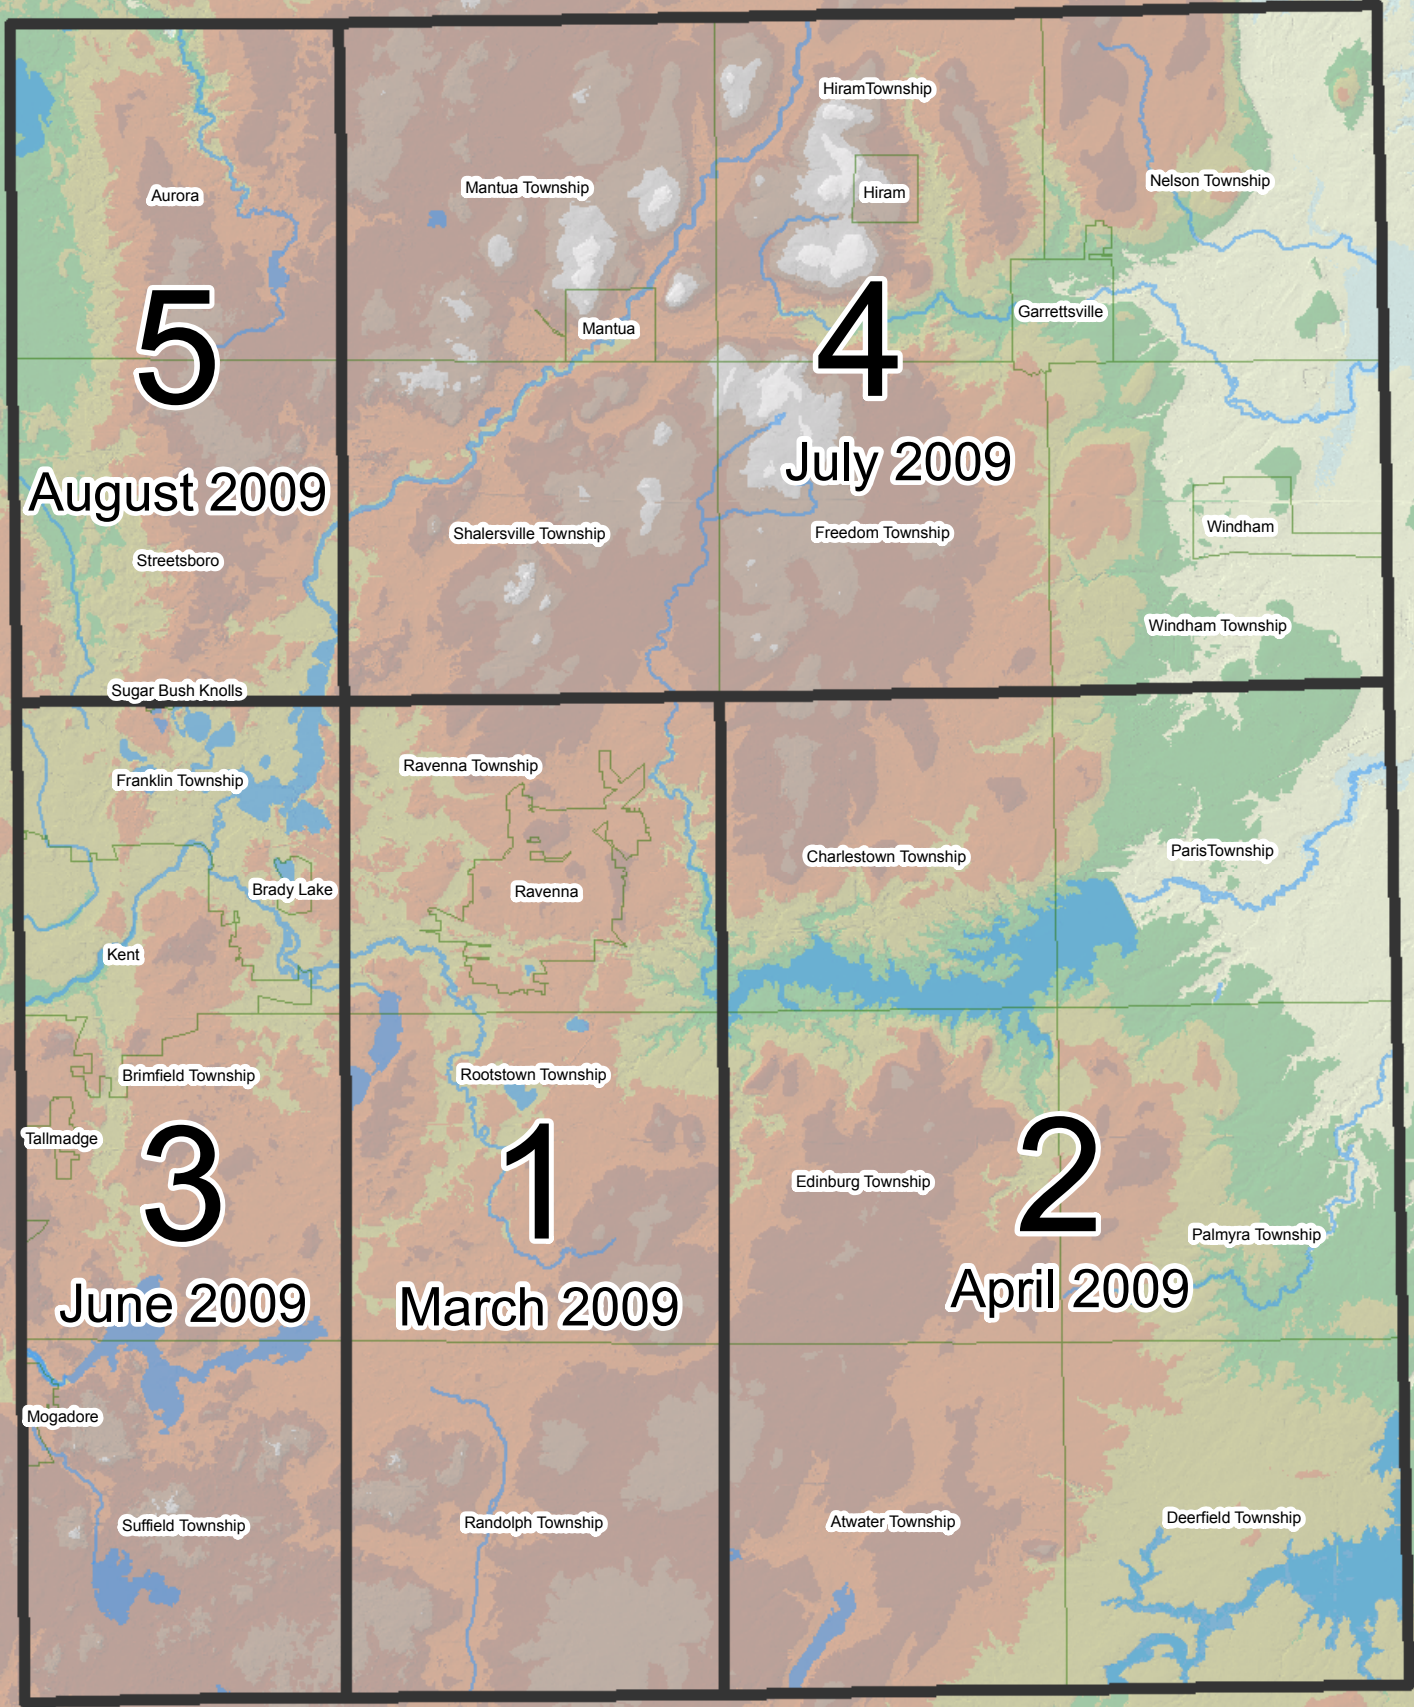 HiramTownship
Nelson Township
Mantua Township
Hiram
Aurora
Garrettsville
Mantua
5
4
August 2009
July 2009
Windham
Shalersville Township
Freedom Township
Streetsboro
Windham Township
Sugar Bush Knolls
Ravenna Township
Franklin Township
ParisTownship
Charlestown Township
Brady Lake
Ravenna
Kent
Brimfield Township
Rootstown Township
Tallmadge
3
1
2
Edinburg Township
Palmyra Township
June 2009
March 2009
April 2009
Mogadore
Suffield Township
Randolph Township
Atwater Township
Deerfield Township